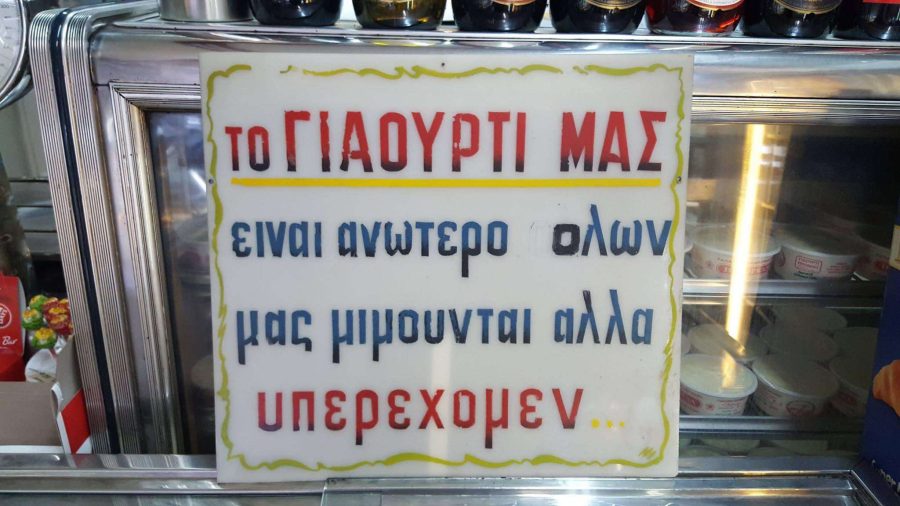 το ΓΙΑΟΥΡΤΙ ΜΑΣ
ειναι ανωτερο ολων
μας μιμουνται αλλα
υπερεχομεν...